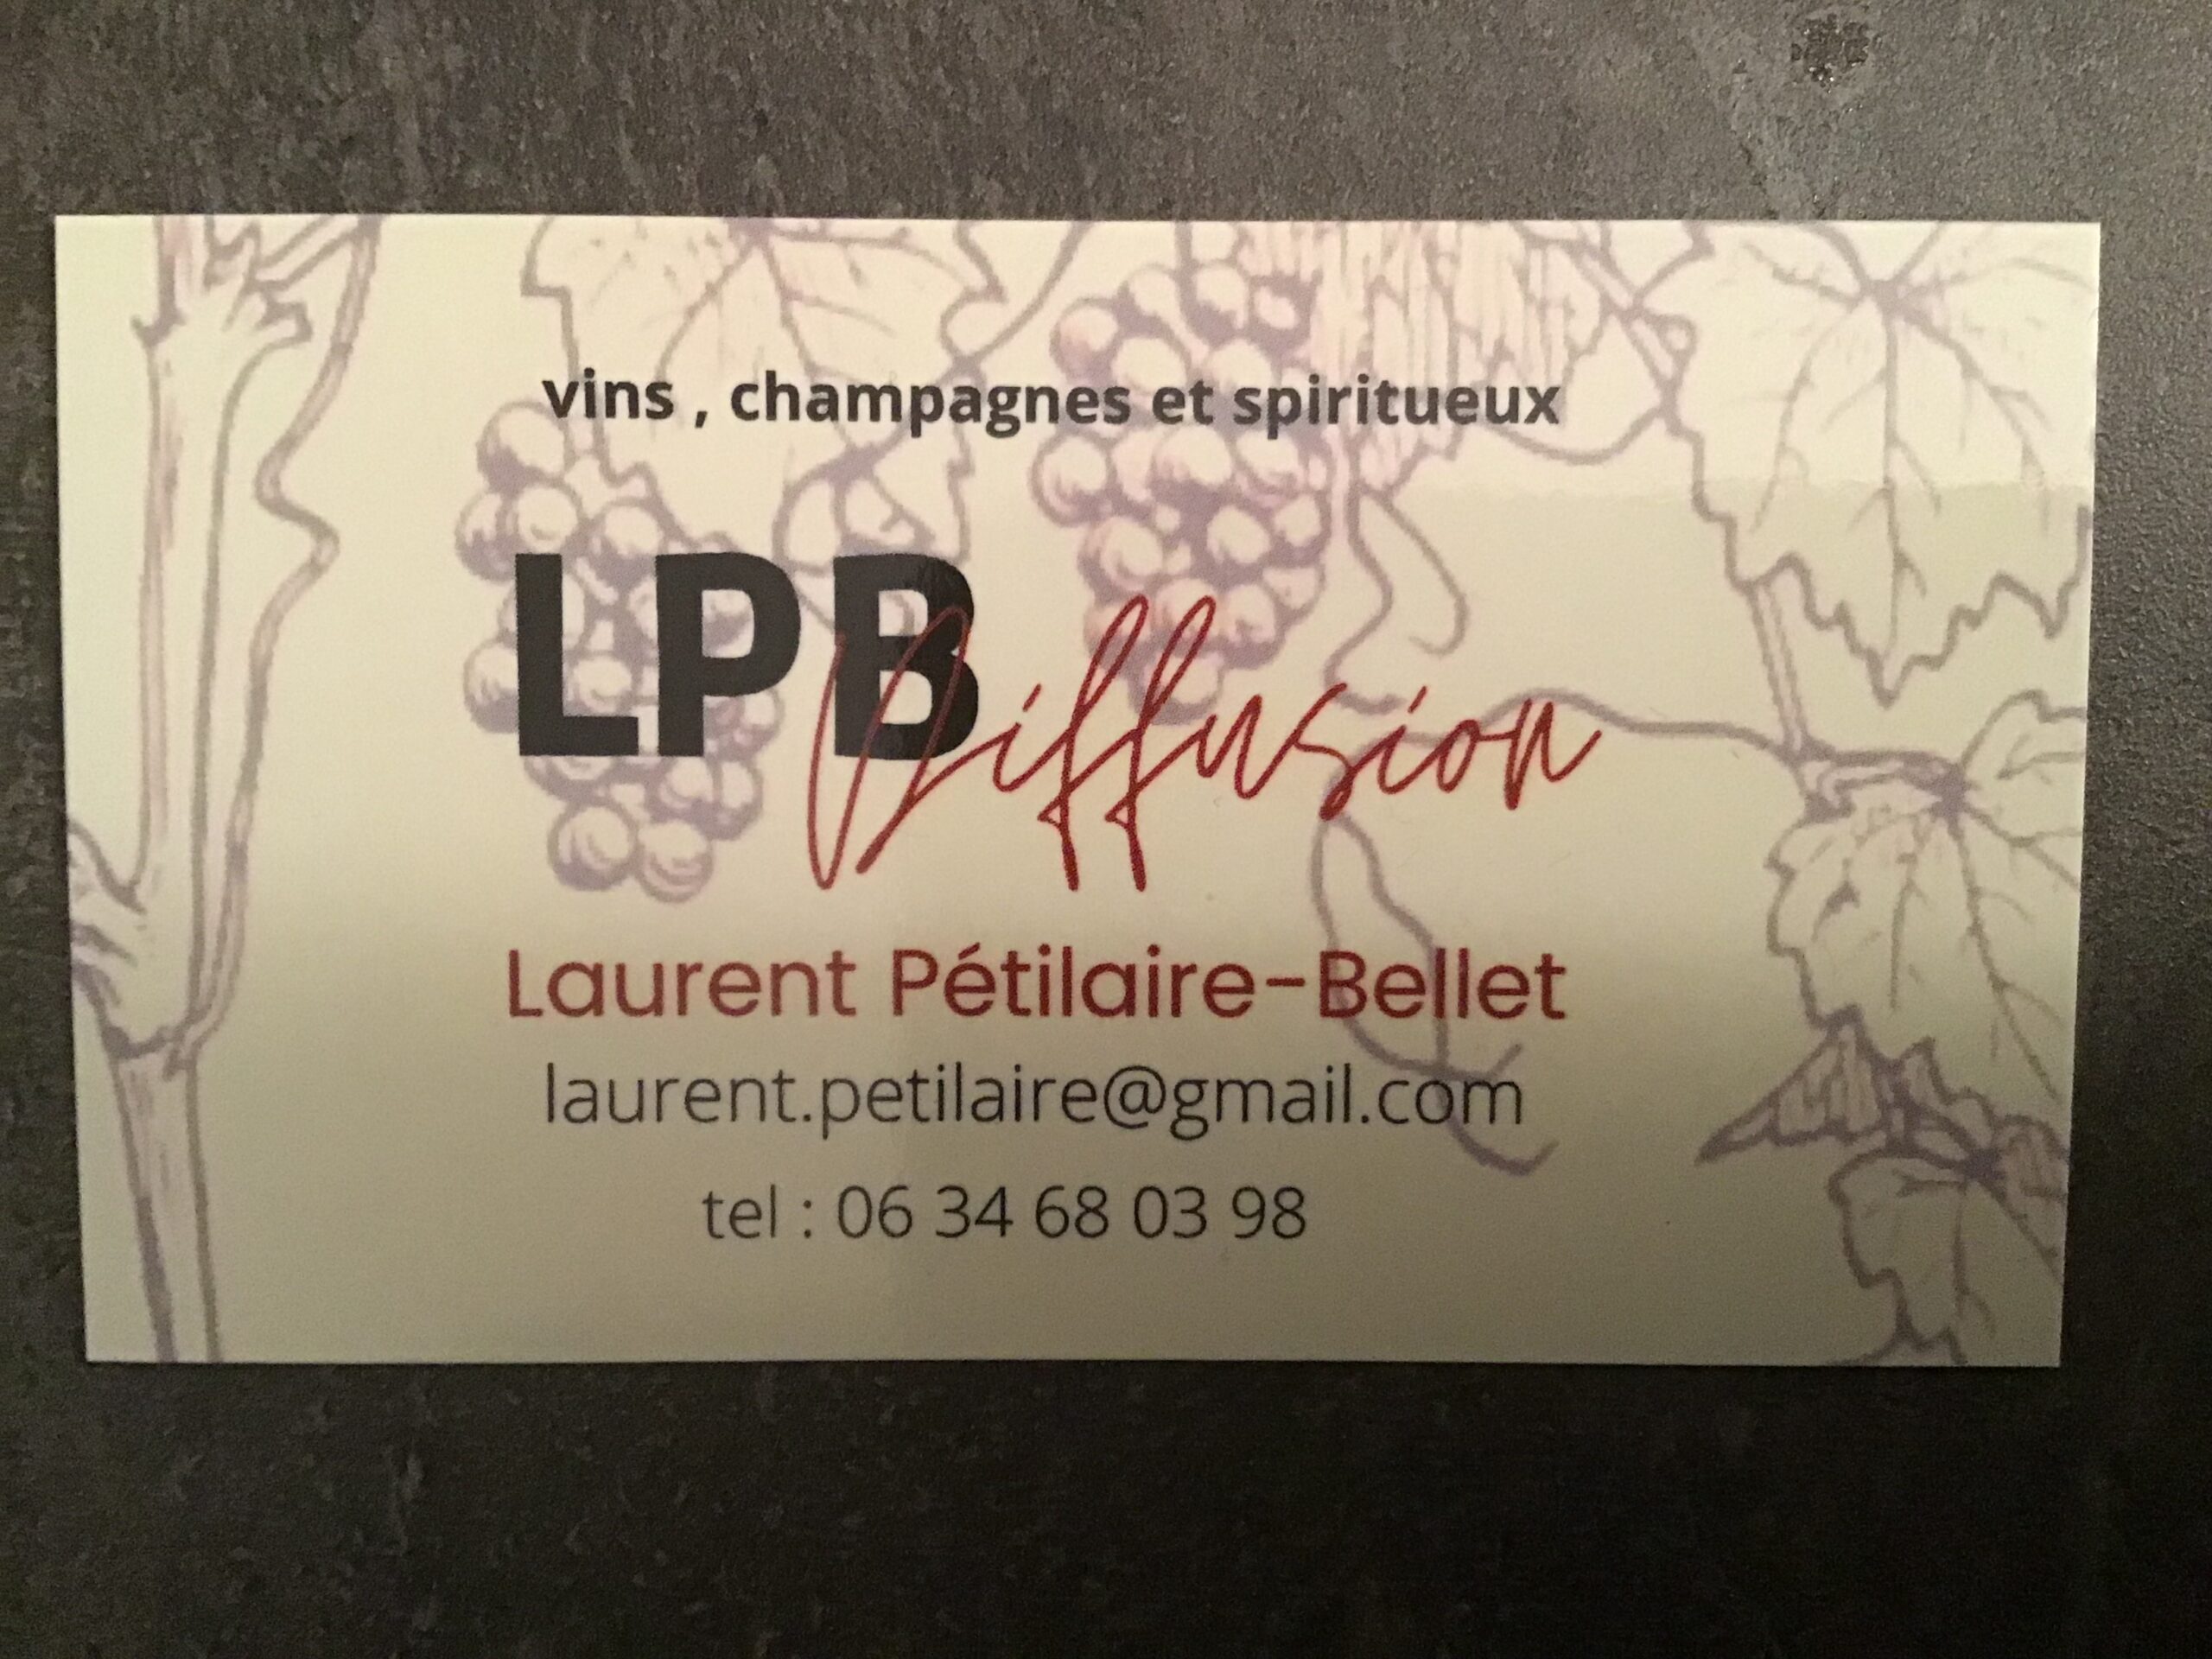 vins , champagnes et spiritueux
LPB Diffusion
Laurent Pétilaire-Bellet
laurent.petilaire@gmail.com
tel : 06 34 68 03 98